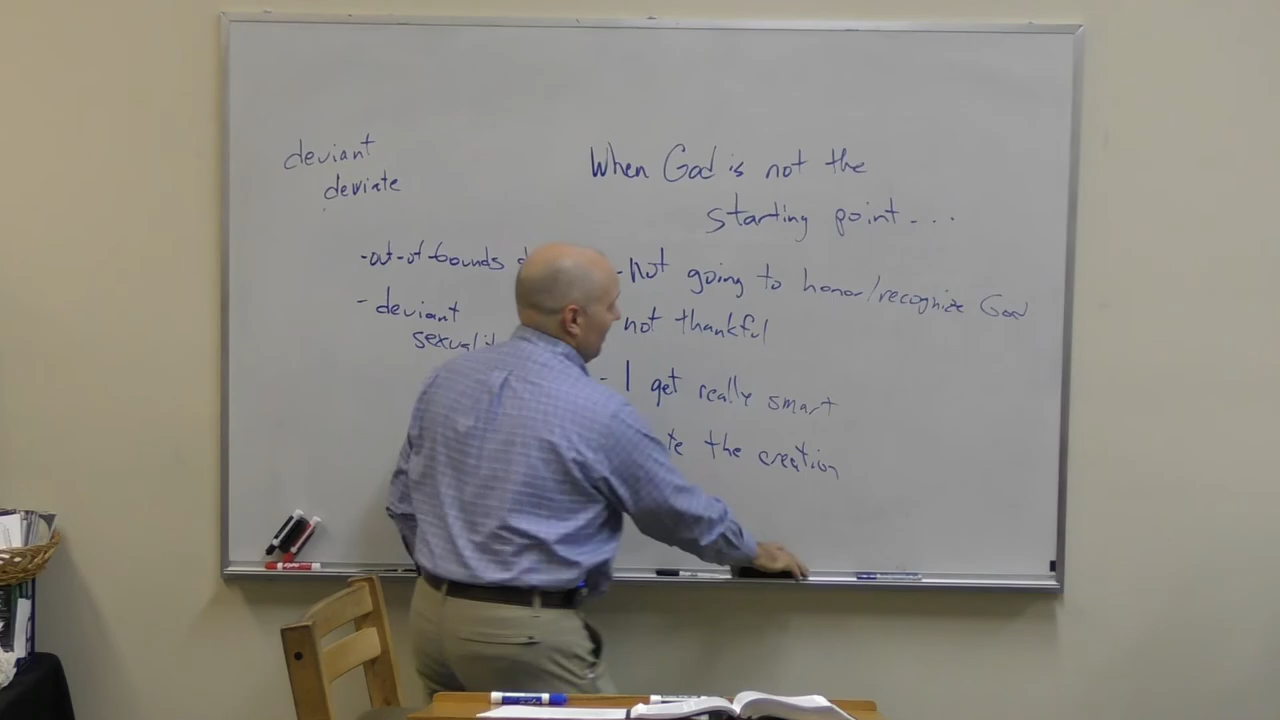 deviant
deviate
-out-of-bounds
- deviant
When God is not the
starting point...
-not going to honor/recognize God
not thankful
- I get really smart
the creation